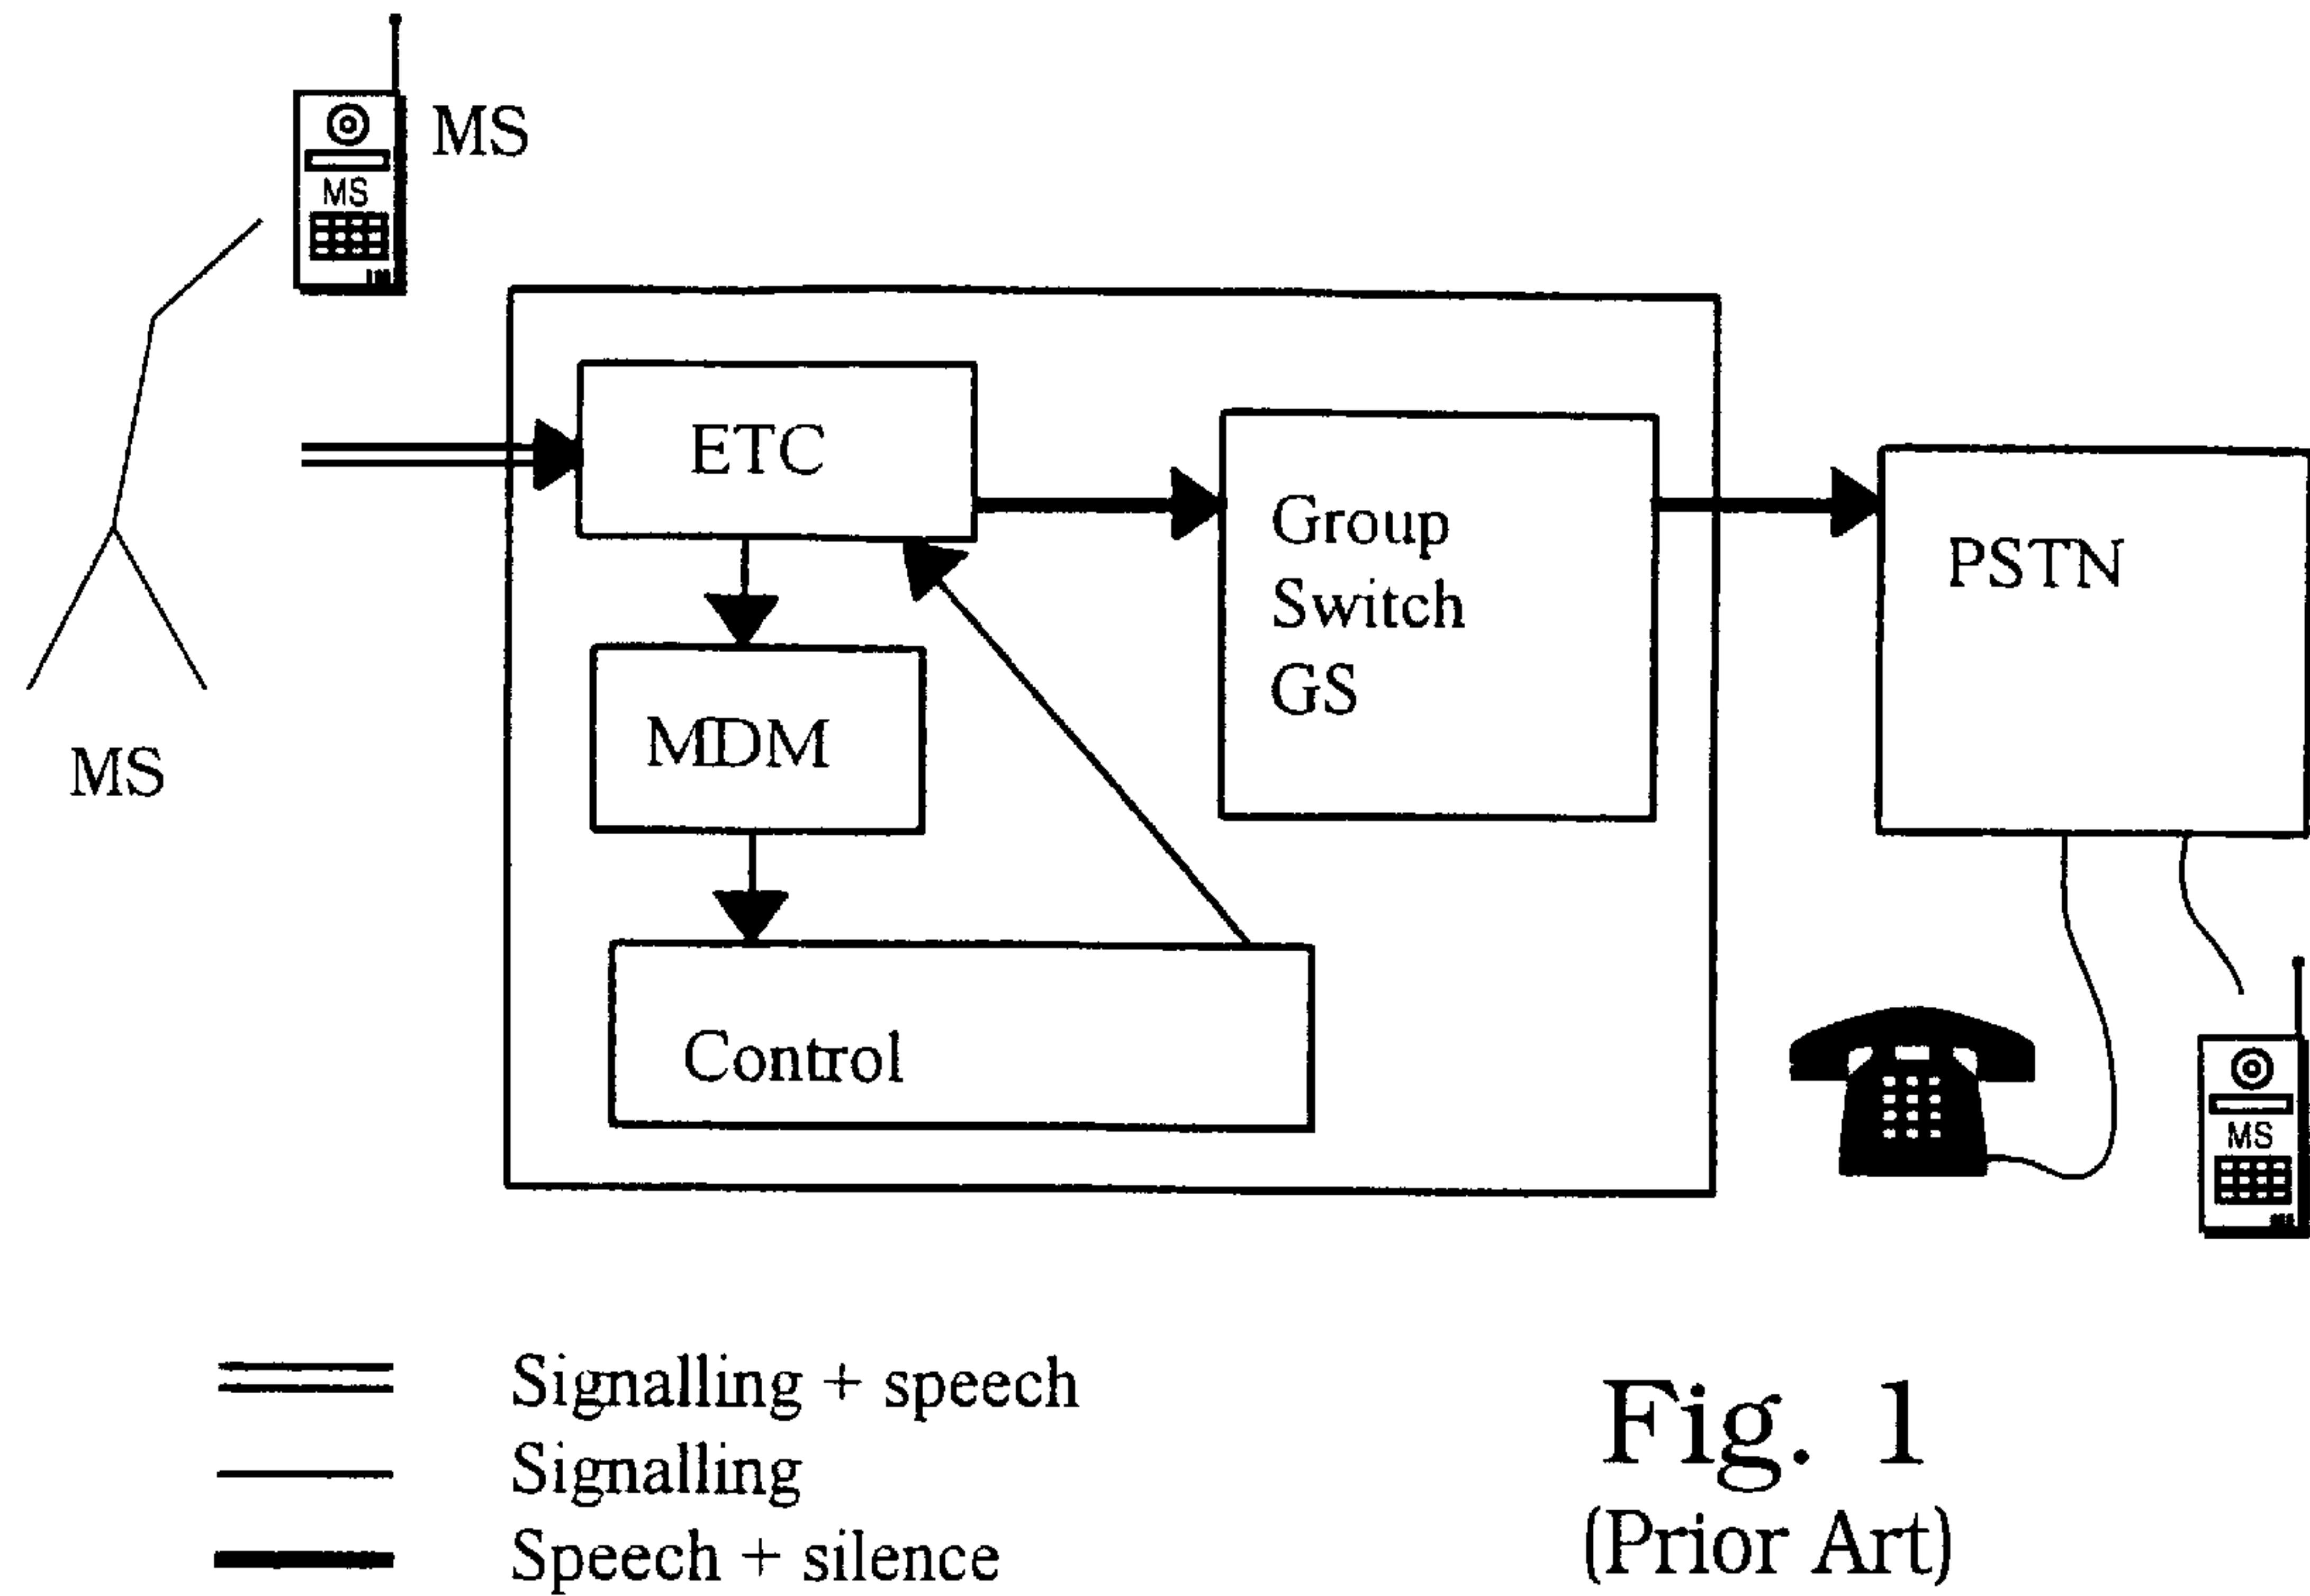 MS
MS
ETC
Group
Switch
GS
PSTN
MDM
MS
Control
MS
Signalling + speech
Signalling
Speech + silence
Fig. 1
(Prior Art)